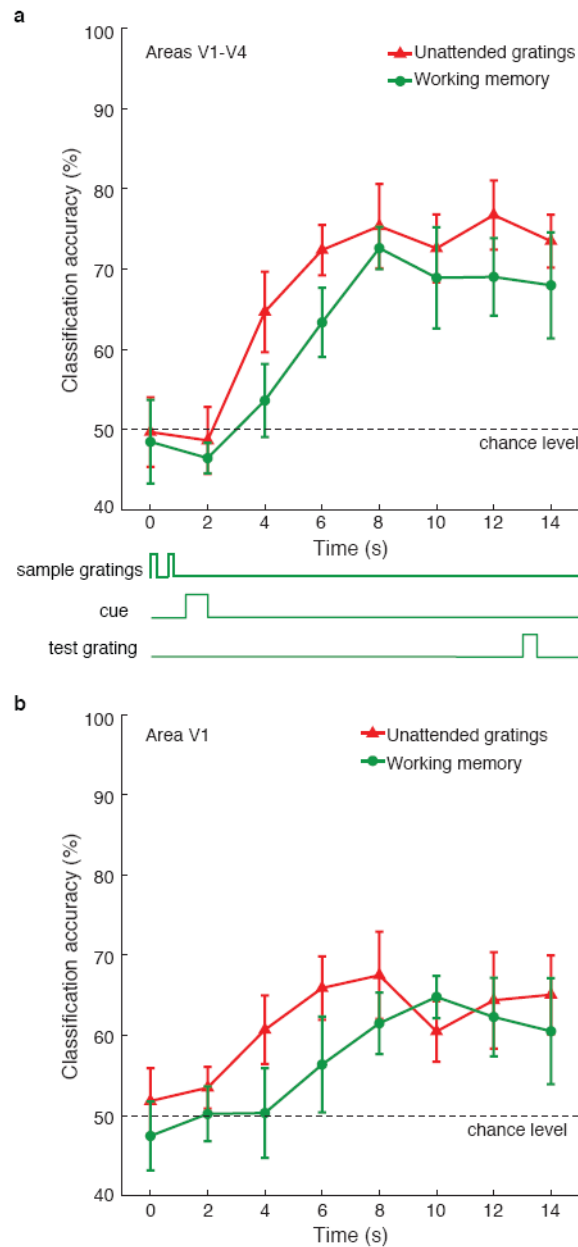 a
Areas V1-V4
Unattended gratings
Working memory
Classification accuracy (%)
100
90
80
70
60
50
40
chance level
0 2 4 6 8 10 12 14
Time (s)
sample gratings
cue
test grating
b
Area V1
Unattended gratings
Working memory
Classification accuracy (%)
100
90
80
70
60
50
40
chance level
0 2 4 6 8 10 12 14
Time (s)